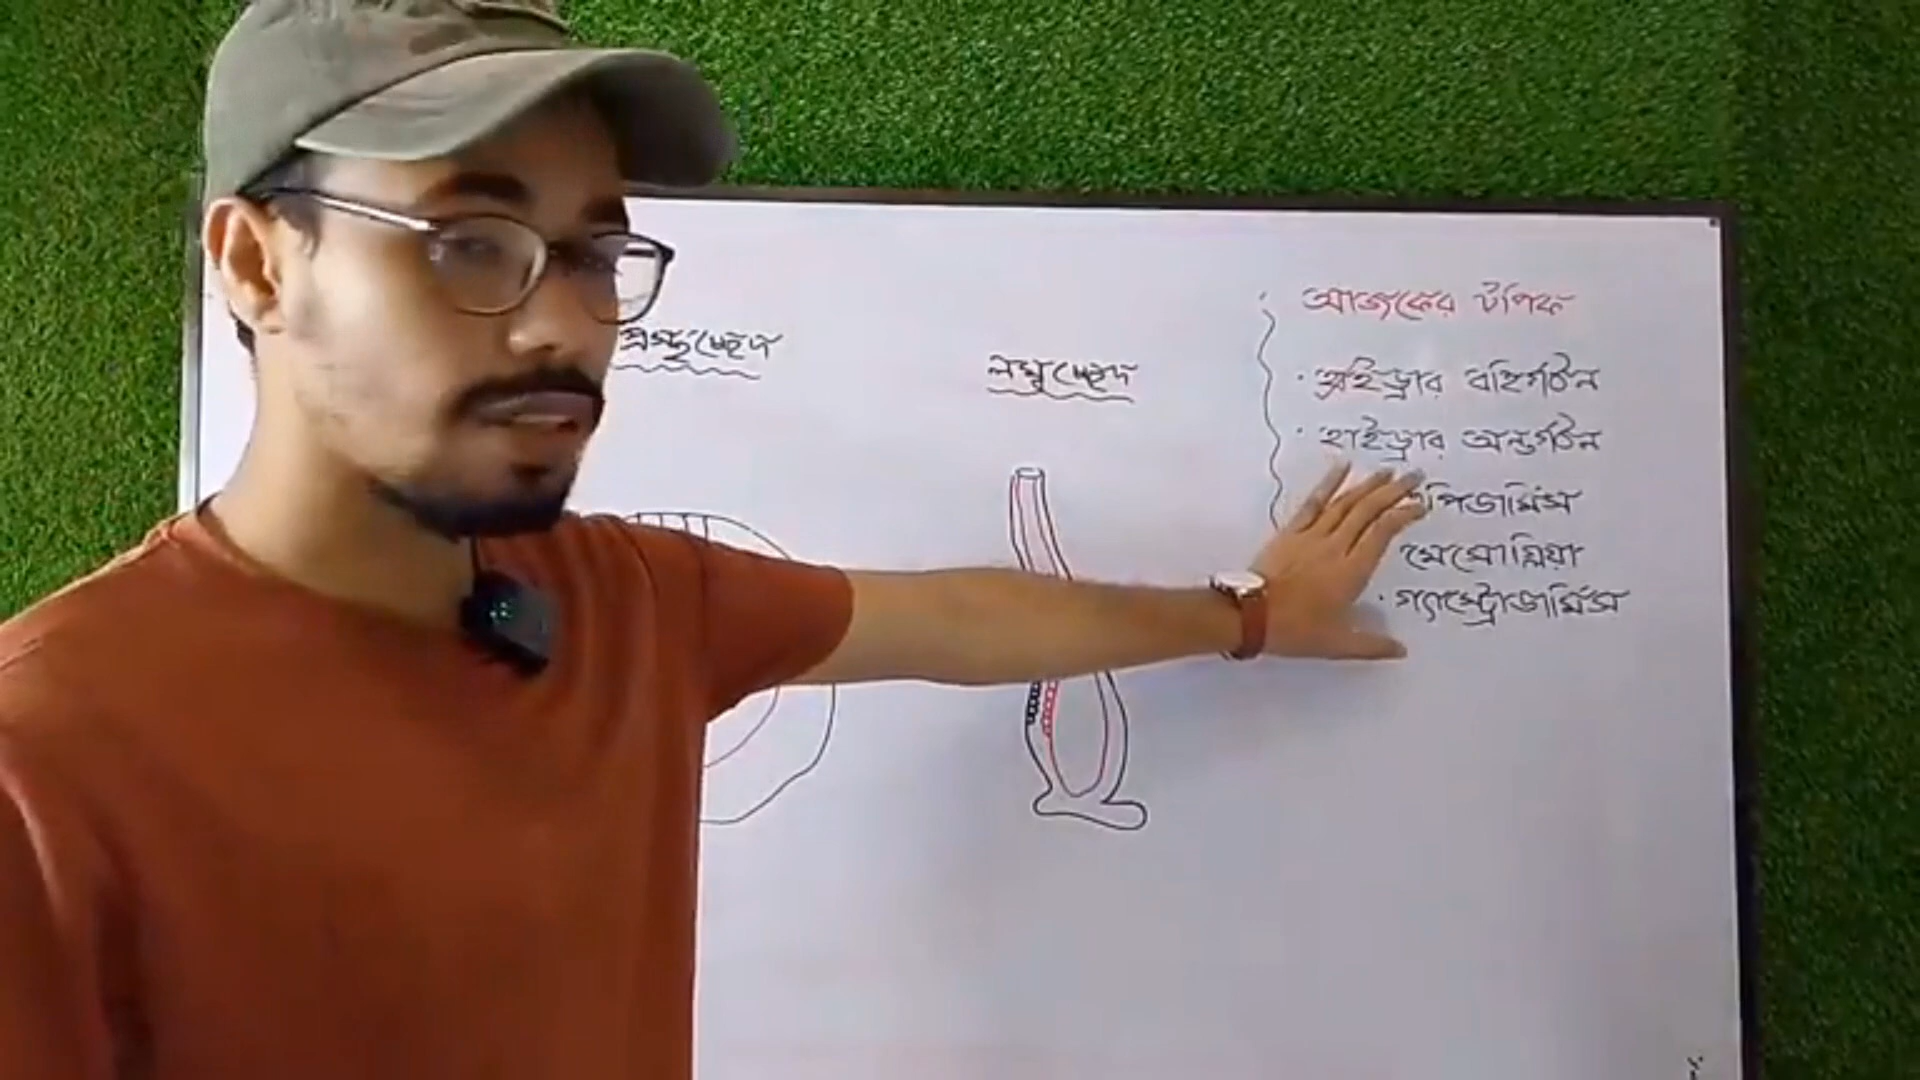 প্রস্থচ্ছেদ
লম্বচ্ছেদ
আজকের টপিক
· হাইড্রার বহির্গঠন
· হাইড্রার অন্তর্গঠন
এপিডার্মিস
মেসোগ্লিয়া
· গ্যাস্ট্রোডার্মিস